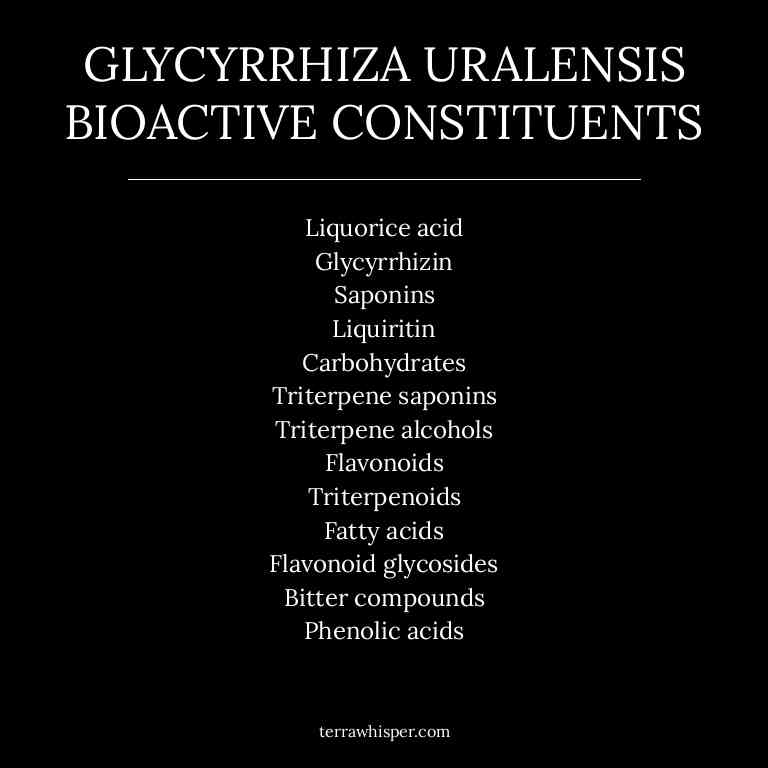 GLYCYRRHIZA URALENSIS
BIOACTIVE CONSTITUENTS
Liquorice acid
Glycyrrhizin
Saponins
Liquiritin
Carbohydrates
Triterpene saponins
Triterpene alcohols
Flavonoids
Triterpenoids
Fatty acids
Flavonoid glycosides
Bitter compounds
Phenolic acids
terrawhisper.com